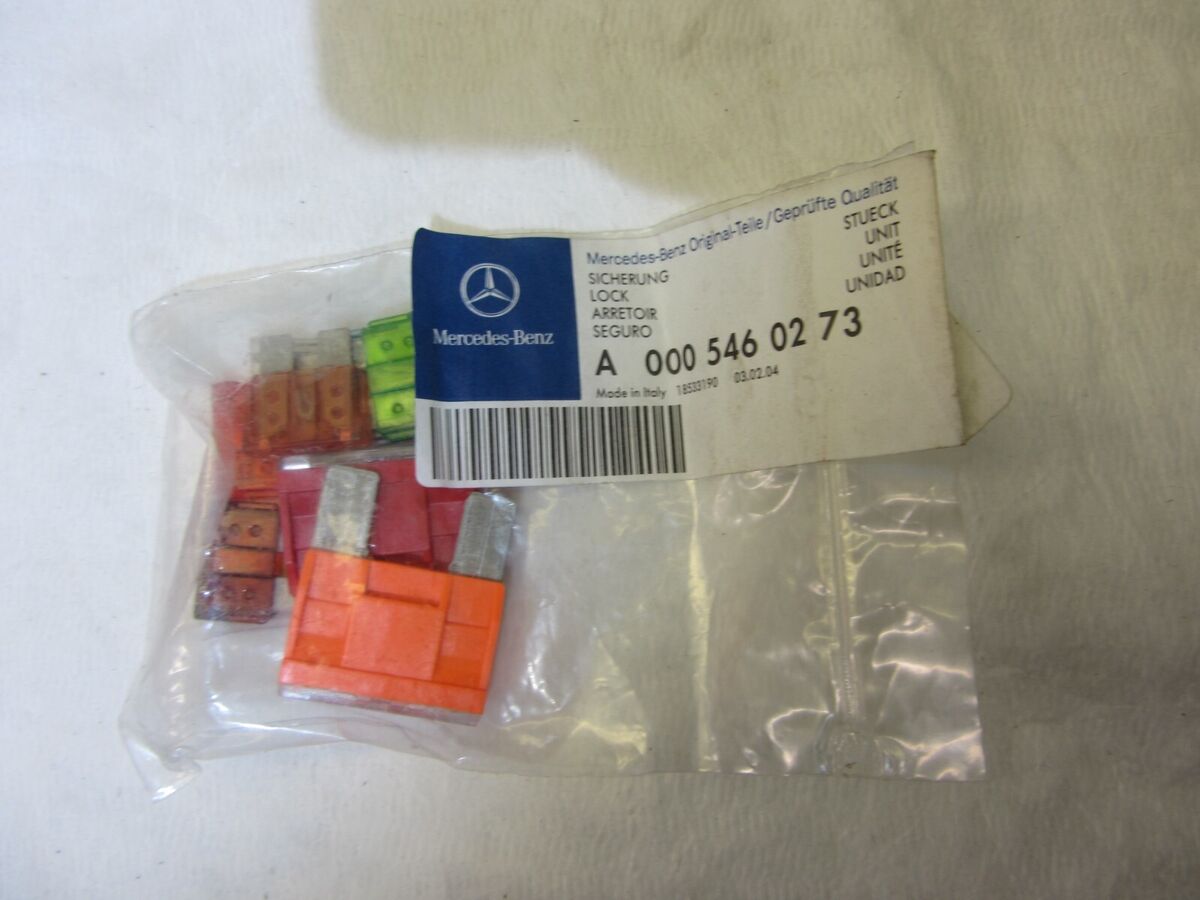 Mercedes-Benz
Mercedes-Benz Original-Teile/Geprüfte Qualität
SICHERUNG
LOCK
ARRETOIR
SEGURO
STUECK
UNIT
UNITÉ
UNIDAD
A 000 546 02 73
Made in Italy 18533190 03.02.04